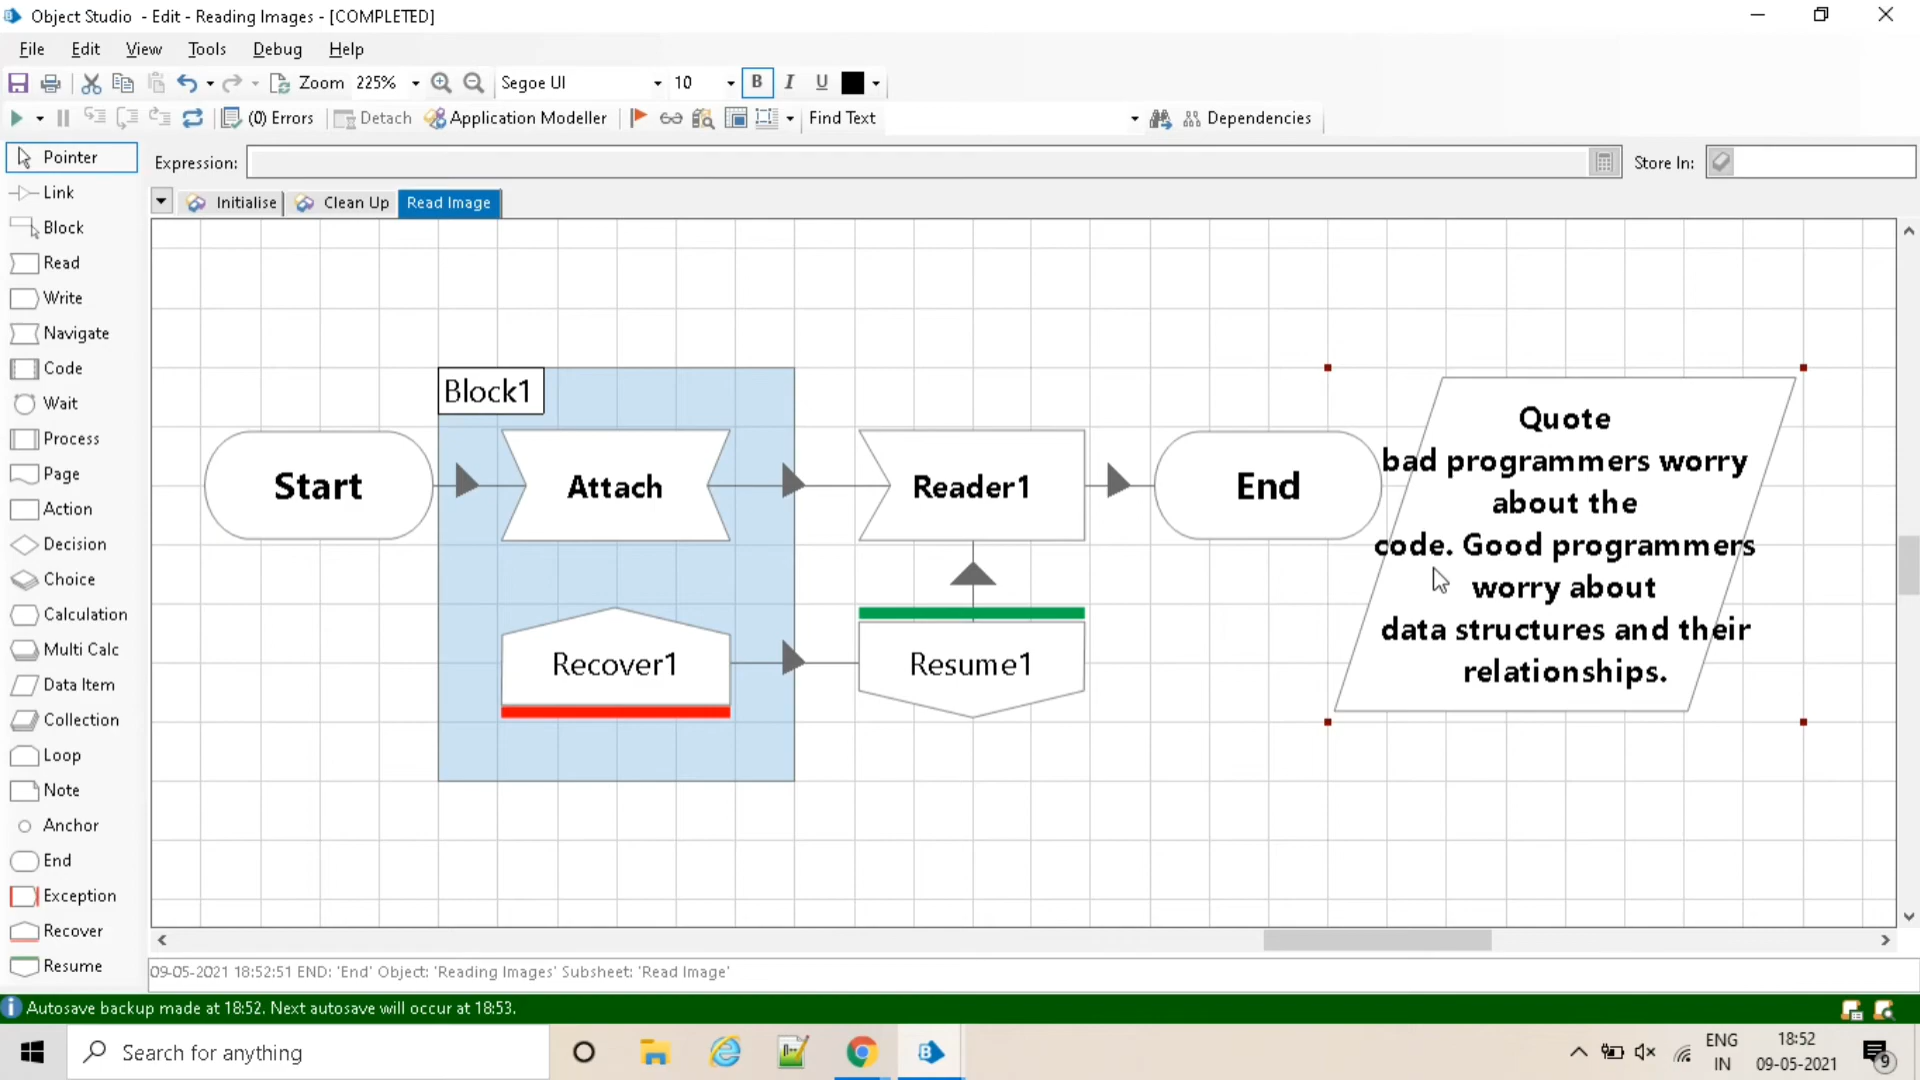 Object Studio - Edit - Reading Images - [COMPLETED]
File Edit View Tools Debug Help
Zoom 225% Segoe UI 10 B I U
(0) Errors Detach Application Modeller Find Text Dependencies
Pointer
Expression: Store In:
Link
Initialise Clean Up Read Image
Block
Read
Write
Navigate
Code
Wait
Process
Page
Action
Decision
Choice
Calculation
Multi Calc
Data Item
Collection
Loop
Note
Anchor
End
Exception
Recover
Resume
Block1
Start
Attach
Reader1
End
Recover1
Resume1
Quote
bad programmers worry
about the
code. Good programmers
worry about
data structures and their
relationships.
09-05-2021 18:52:51 END: 'End' Object: 'Reading Images' Subsheet: 'Read Image'
Autosave backup made at 18:52. Next autosave will occur at 18:53.
Search for anything
ENG
IN
18:52
09-05-2021
9